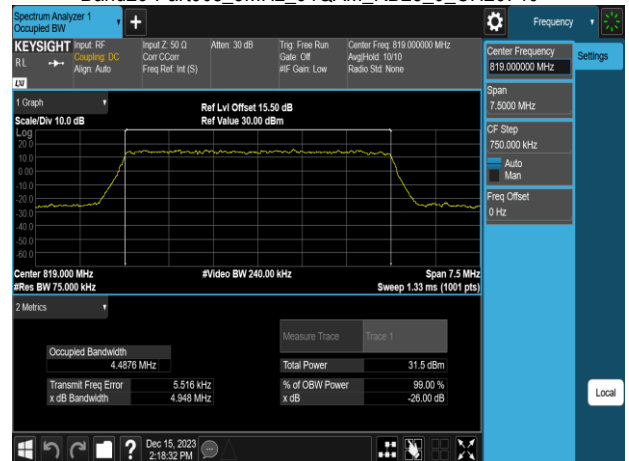 Spectrum Analyzer 1
Occupied BW
Frequency
KEYSIGHT
RL
LXI
Input: RF
Coupling: DC
Align: Auto
Input Z: 50 Ω
Corr CCorr
Freq Ref: Int (S)
Atten: 30 dB
Trig: Free Run
Gate: Off
#IF Gain: Low
Center Freq: 819.000000 MHz
Avg|Hold: 10/10
Radio Std: None
Center Frequency
819.000000 MHz
Settings
Span
7.5000 MHz
CF Step
750.000 kHz
Auto
Man
Freq Offset
0 Hz
Local
1 Graph
Scale/Div 10.0 dB
Ref Lvl Offset 15.50 dB
Ref Value 30.00 dBm
Log
20.0
10.0
0.00
-10.0
-20.0
-30.0
-40.0
-50.0
-60.0
Center 819.000 MHz
#Video BW 240.00 kHz
Span 7.5 MHz
#Res BW 75.000 kHz
Sweep 1.33 ms (1001 pts)
2 Metrics
Measure Trace
Trace 1
Occupied Bandwidth
4.4876 MHz
Total Power
31.5 dBm
Transmit Freq Error
5.516 kHz
% of OBW Power
99.00 %
x dB Bandwidth
4.948 MHz
x dB
-26.00 dB
Dec 15, 2023
2:18:32 PM